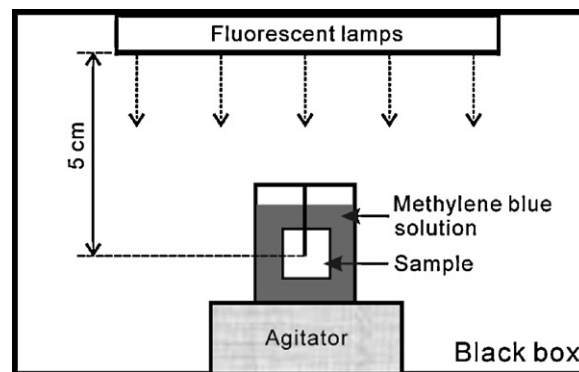 Fluorescent lamps
5 cm
Methylene blue
solution
Sample
Agitator
Black box